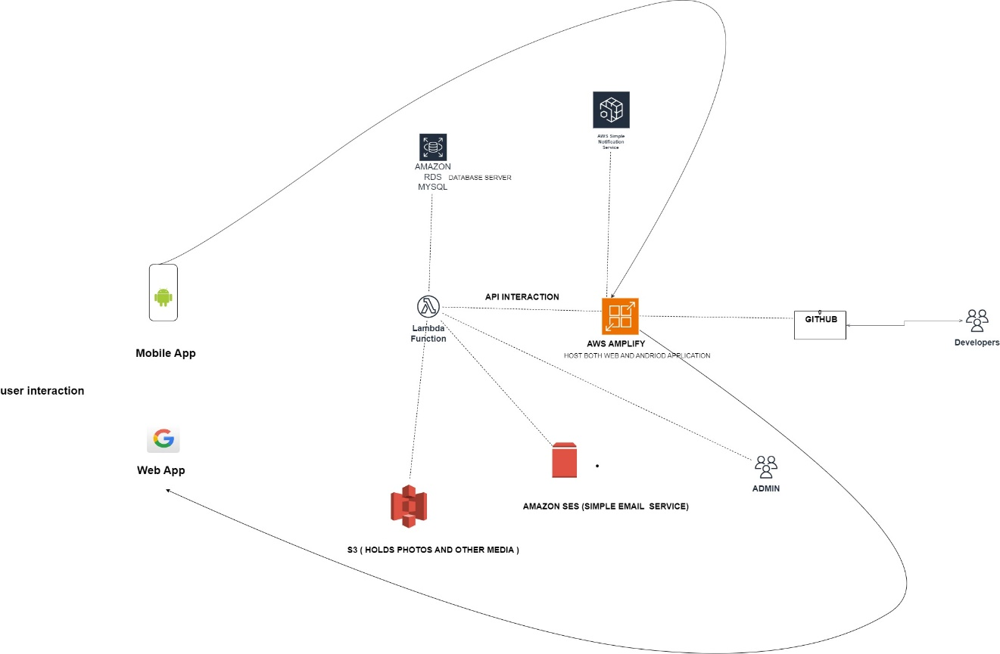 AWS Simple
Notification
Service
AMAZON
RDS
MYSQL
DATABASE SERVER
API INTERACTION
Lambda
Function
AWS AMPLIFY
HOST BOTH WEB AND ANDRIOD APPLICATION
GITHUB
Developers
Mobile App
user interaction
Web App
ADMIN
AMAZON SES (SIMPLE EMAIL  SERVICE)
S3 ( HOLDS PHOTOS AND OTHER MEDIA )